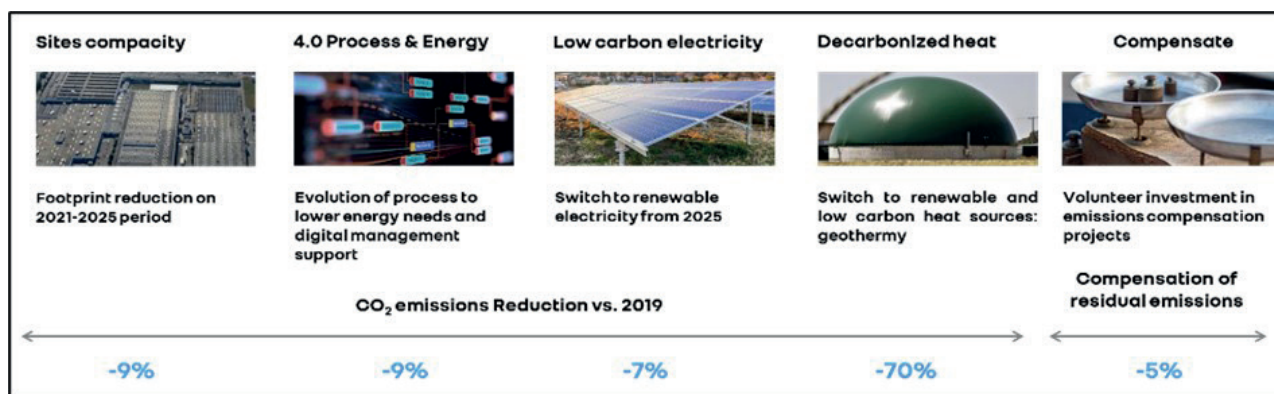 Sites compacity
4.0 Process & Energy
Low carbon electricity
Decarbonized heat
Compensate
Footprint reduction on
2021-2025 period
Evolution of process to
lower energy needs and
digital management
support
Switch to renewable
electricity from 2025
Switch to renewable and
low carbon heat sources:
geothermy
Volunteer investment in
emissions compensation
projects
CO₂ emissions Reduction vs. 2019
Compensation of
residual emissions
-9%
-9%
-7%
-70%
-5%